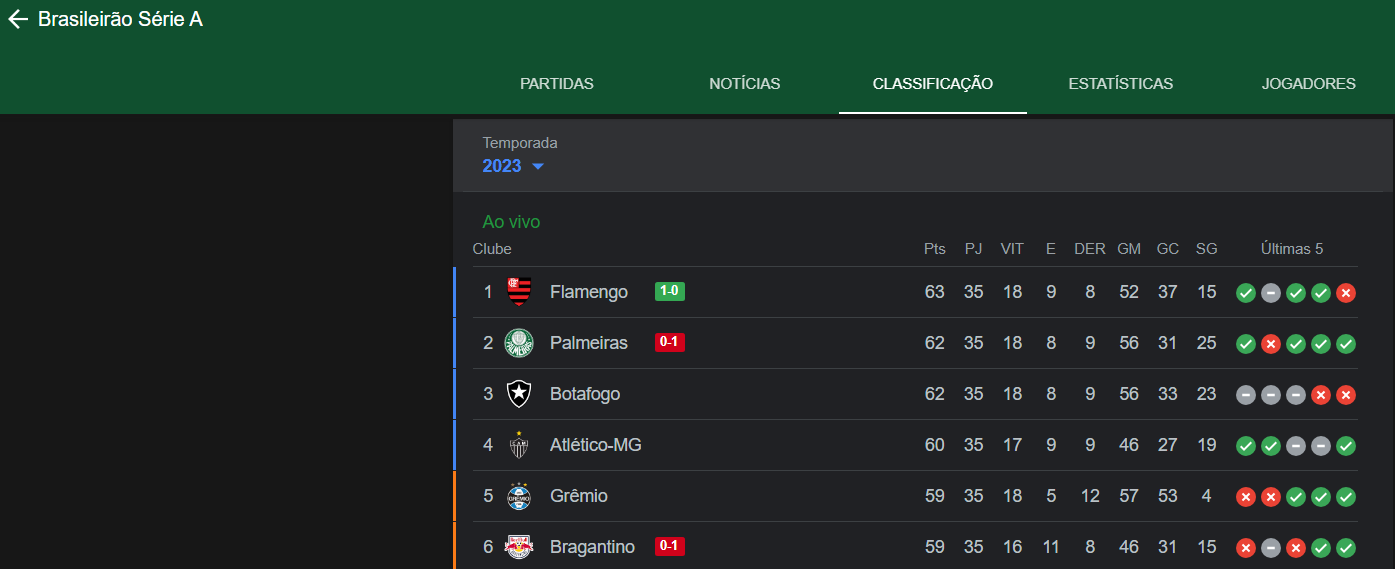 Brasileirão Série A
PARTIDAS NOTÍCIAS CLASSIFICAÇÃO ESTATÍSTICAS JOGADORES
Temporada
2023
Ao vivo
Clube Pts PJ VIT E DER GM GC SG Últimas 5
1 Flamengo 1-0 63 35 18 9 8 52 37 15
2 Palmeiras 0-1 62 35 18 8 9 56 31 25
3 Botafogo 62 35 18 8 9 56 33 23
4 Atlético-MG 60 35 17 9 9 46 27 19
5 Grêmio 59 35 18 5 12 57 53 4
6 Bragantino 0-1 59 35 16 11 8 46 31 15